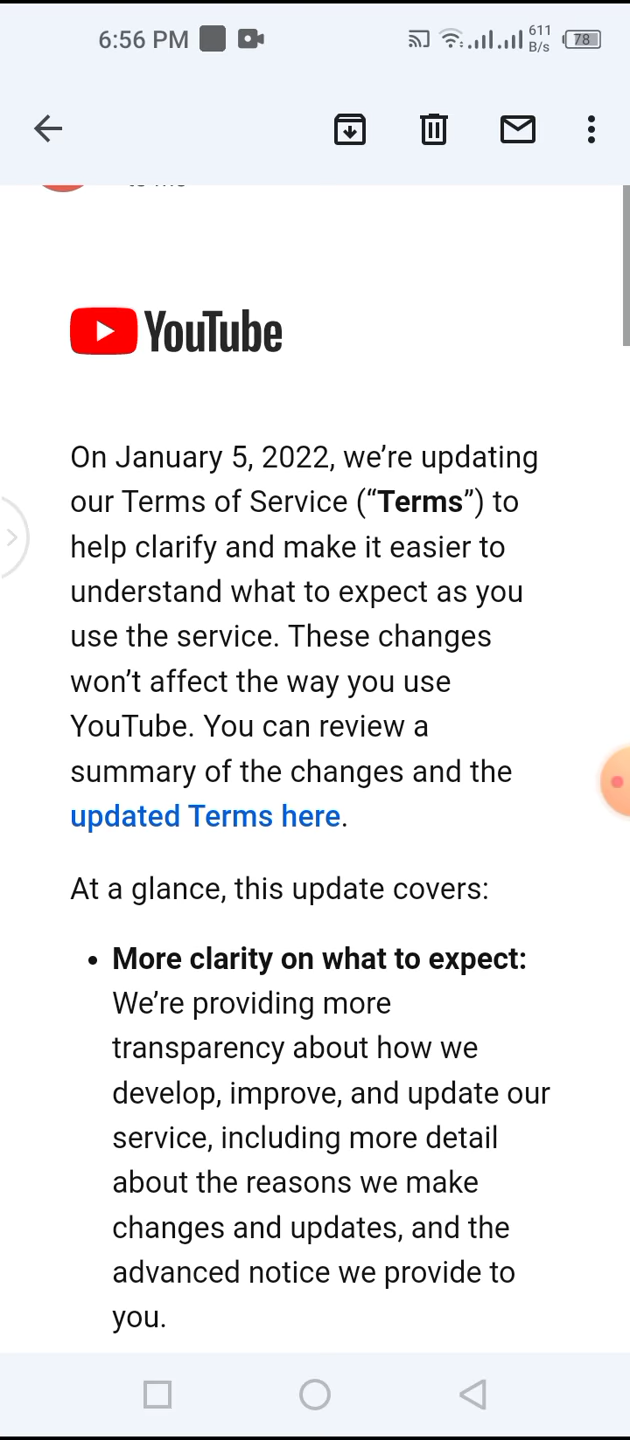 6:56 PM
611
B/s
78
YouTube
On January 5, 2022, we’re updating
our Terms of Service (“Terms”) to
help clarify and make it easier to
understand what to expect as you
use the service. These changes
won’t affect the way you use
YouTube. You can review a
summary of the changes and the
updated Terms here.
At a glance, this update covers:
• More clarity on what to expect:
We’re providing more
transparency about how we
develop, improve, and update our
service, including more detail
about the reasons we make
changes and updates, and the
advanced notice we provide to
you.